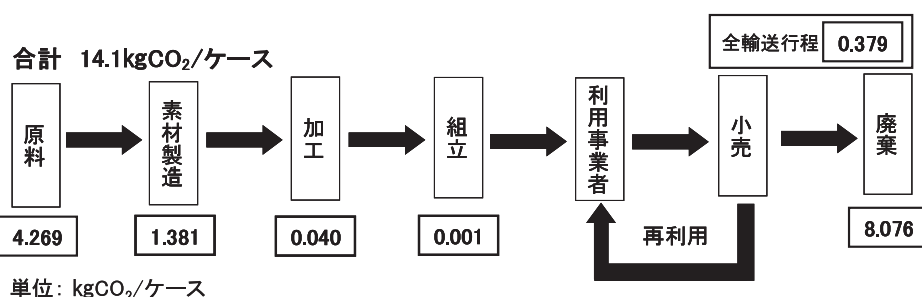 合計 14.1kgCO₂/ケース
全輸送行程 0.379
原料
素材製造
加工
組立
利用事業者
小売
廃棄
4.269
1.381
0.040
0.001
再利用
8.076
単位: kgCO₂/ケース